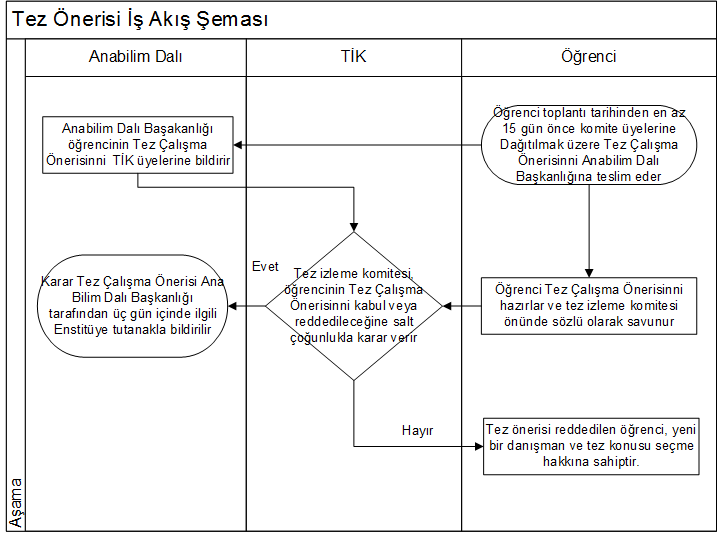 Tez Önerisi İş Akış Şeması
Anabilim Dalı
TİK
Öğrenci
Öğrenci toplantı tarihinden en az
15 gün önce komite üyelerine
Dağıtılmak üzere Tez Çalışma
Önerisinni Anabilim Dalı
Başkanlığına teslim eder
Anabilim Dalı Başakanlığı
öğrencinin Tez Çalışma
Önerisinni TİK üyelerine bildirir
Öğrenci Tez Çalışma Önerisinni
hazırlar ve tez izleme komitesi
önünde sözlü olarak savunur
Tez izleme komitesi,
öğrencinin Tez Çalışma
Önerisinni kabul veya
reddedileceğine salt
çoğunlukla karar verir
Evet
Karar Tez Çalışma Önerisi Ana
Bilim Dalı Başkanlığı
tarafından üç gün içinde ilgili
Enstitüye tutanakla bildirilir
Hayır
Tez önerisi reddedilen öğrenci, yeni
bir danışman ve tez konusu seçme
hakkına sahiptir.
Aşama